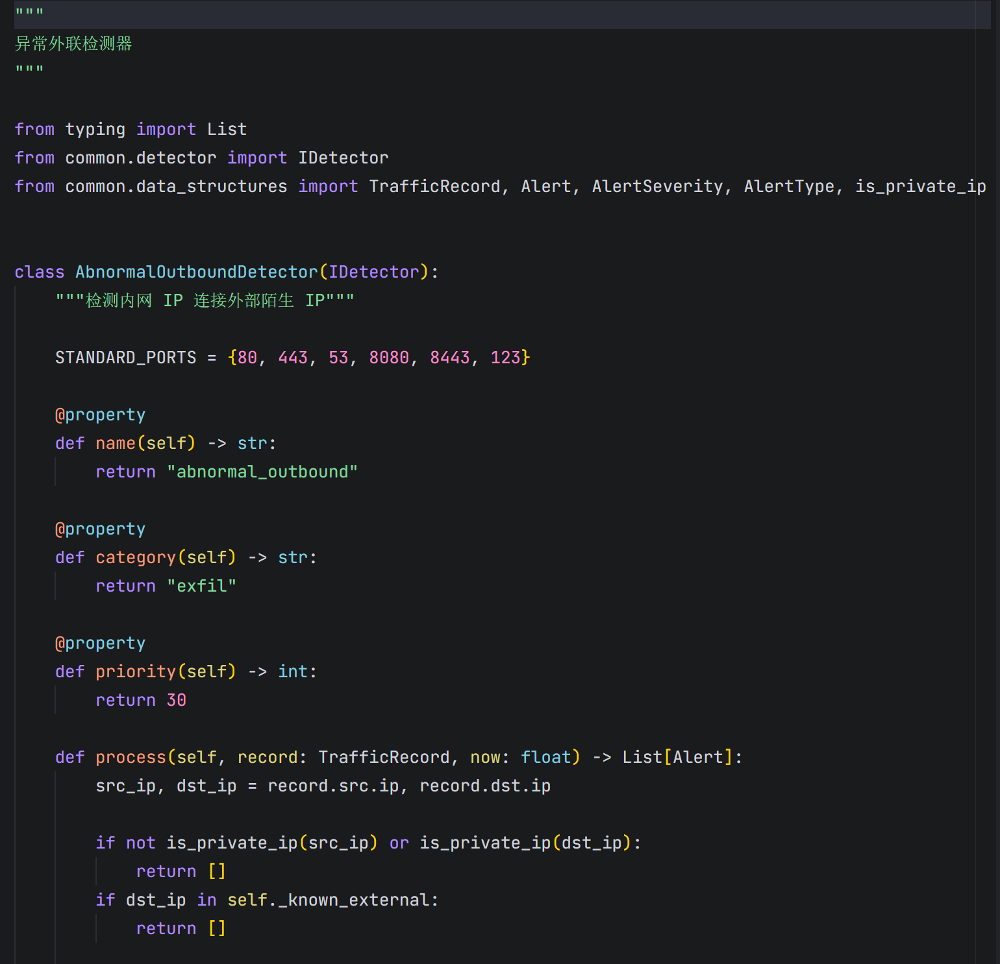 """
异常外联检测器
"""
from typing import List
from common.detector import IDetector
from common.data_structures import TrafficRecord, Alert, AlertSeverity, AlertType, is_private_ip
class AbnormalOutboundDetector(IDetector):
    """检测内网 IP 连接外部陌生 IP"""
    STANDARD_PORTS = {80, 443, 53, 8080, 8443, 123}
    @property
    def name(self) -> str:
        return "abnormal_outbound"
    @property
    def category(self) -> str:
        return "exfil"
    @property
    def priority(self) -> int:
        return 30
    def process(self, record: TrafficRecord, now: float) -> List[Alert]:
        src_ip, dst_ip = record.src.ip, record.dst.ip
        if not is_private_ip(src_ip) or is_private_ip(dst_ip):
            return []
        if dst_ip in self._known_external:
            return []